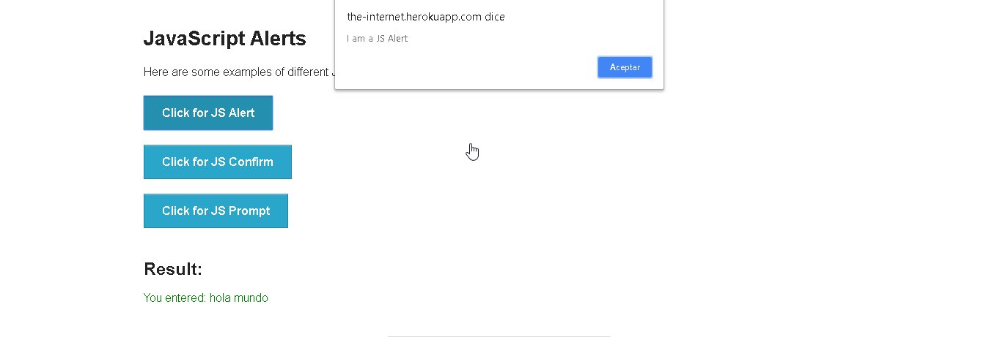 the-internet.herokuapp.com dice
I am a JS Alert
Aceptar
JavaScript Alerts
Here are some examples of different
Click for JS Alert
Click for JS Confirm
Click for JS Prompt
Result:
You entered: hola mundo